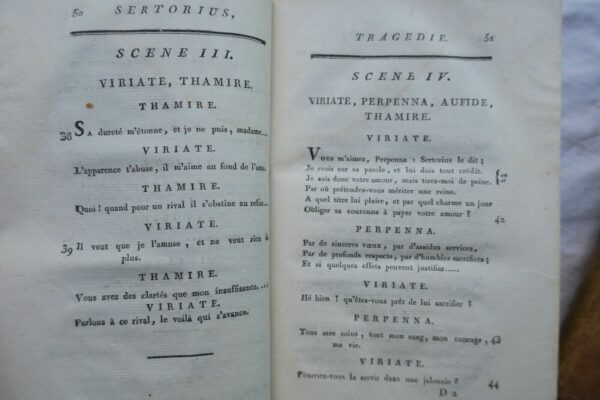 50 SERTORIUS,
SCENE III.
VIRIATE, THAMIRE.
THAMIRE.
38 SA dureté m'étonne, et je ne puis, madame...
VIRIATE.
L'apparence t'abuse, il m'aime au fond de l'ame.
THAMIRE.
Quoi! quand pour un rival il s'obstine au refus...
VIRIATE.
39 Il veut que je l'amuse, et ne veut rien de
plus.
THAMIRE.
Vous avez des clartés que mon insuffisance....
VIRIATE.
Parlons à ce rival, le voilà qui s'avance.
TRAGEDIE. 51
SCENE IV.
VIRIATE, PERPENNA, AUFIDE,
THAMIRE.
VIRIATE.
Vous m'aimez, Perpenna : Sertorius le dit;
Je crois sur sa parole, et lui dois tout crédit.
Je sais donc votre amour, mais tirez-moi de peine.
Par où prétendez-vous mériter une reine.
A quel titre lui plaire, et par quel charme un jour
Obliger sa couronne à payer votre amour ? 42
PERPENNA.
Par de sinceres vœux, par d'assidus services,
Par de profonds respects, par d'humbles sacrifices;
Et si quelques effets peuvent justifier.....
VIRIATE.
Hé bien ! qu'êtes-vous prêt de lui sacrifier ?
PERPENNA.
Tous mes soins, tout mon sang, mon courage, 43
ma vie.
VIRIATE.
Pourriez-vous la servir dans une jalousie ? 44
D 2